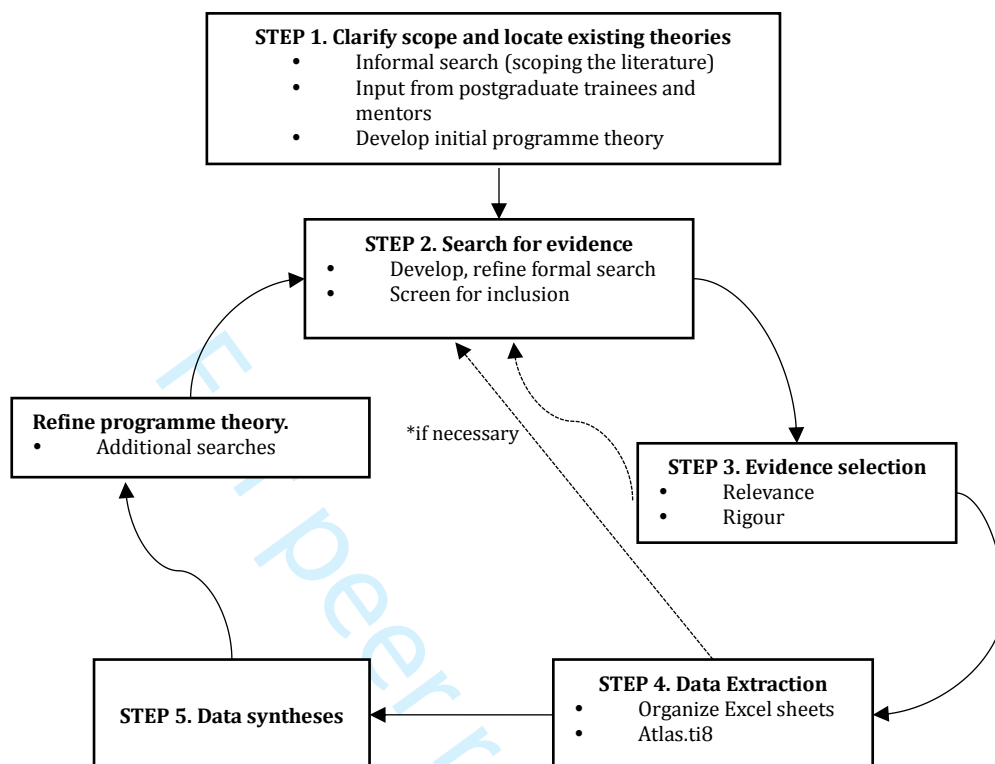 STEP 1. Clarify scope and locate existing theories
• Informal search (scoping the literature)
• Input from postgraduate trainees and
mentors
• Develop initial programme theory
STEP 2. Search for evidence
• Develop, refine formal search
• Screen for inclusion
Refine programme theory.
• Additional searches
*if necessary
STEP 3. Evidence selection
• Relevance
• Rigour
STEP 4. Data Extraction
• Organize Excel sheets
• Atlas.ti8
STEP 5. Data syntheses
peer